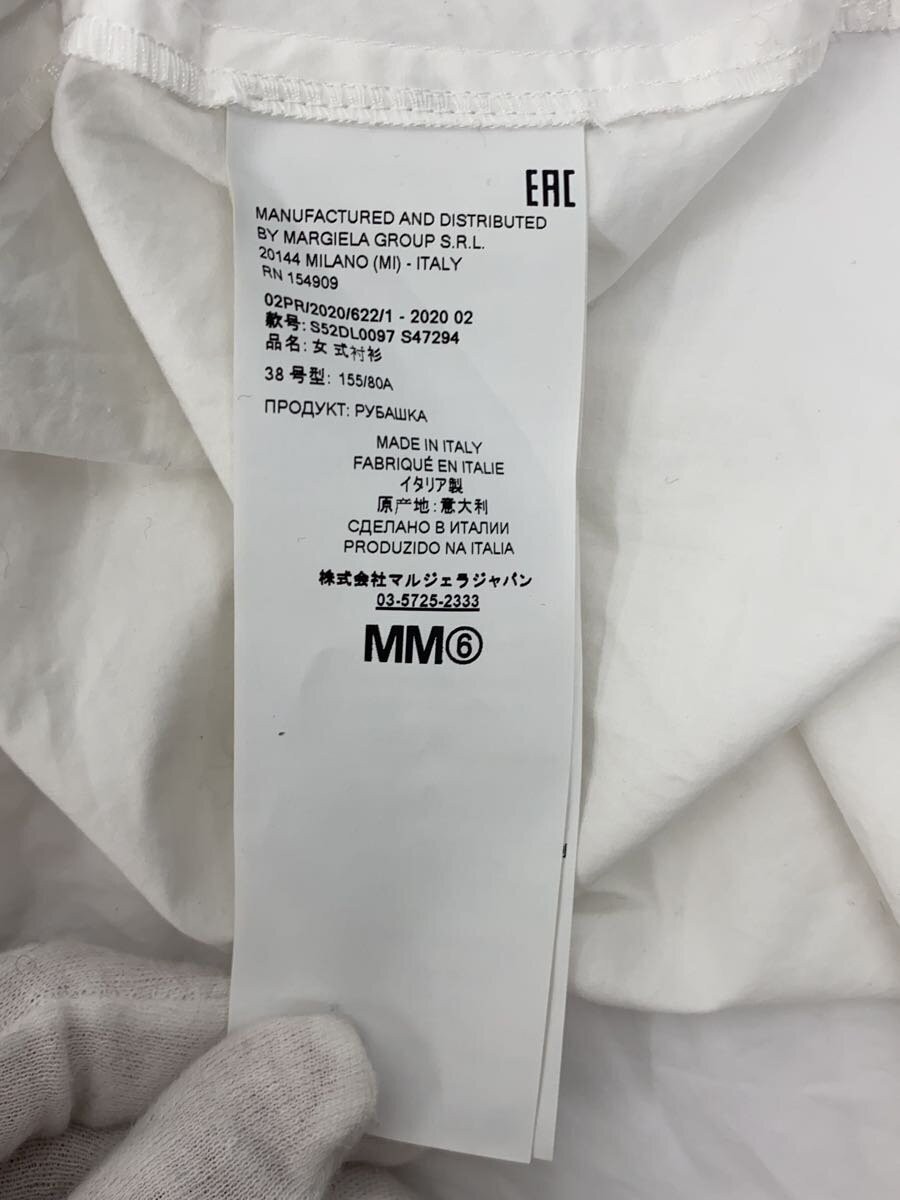 EAC
MANUFACTURED AND DISTRIBUTED
BY MARGIELA GROUP S.R.L.
20144 MILANO (MI) - ITALY
RN 154909
02PR/2020/622/1 - 2020 02
款号: S52DL0097 S47294
品名: 女 式衬衫
38 号型: 155/80A
ПРОДУКТ: РУБАШКА
MADE IN ITALY
FABRIQUÉ EN ITALIE
イタリア製
原产地: 意大利
СДЕЛАНО В ИТАЛИИ
PRODUZIDO NA ITALIA
株式会社マルジェラジャパン
03-5725-2333
MM⑥